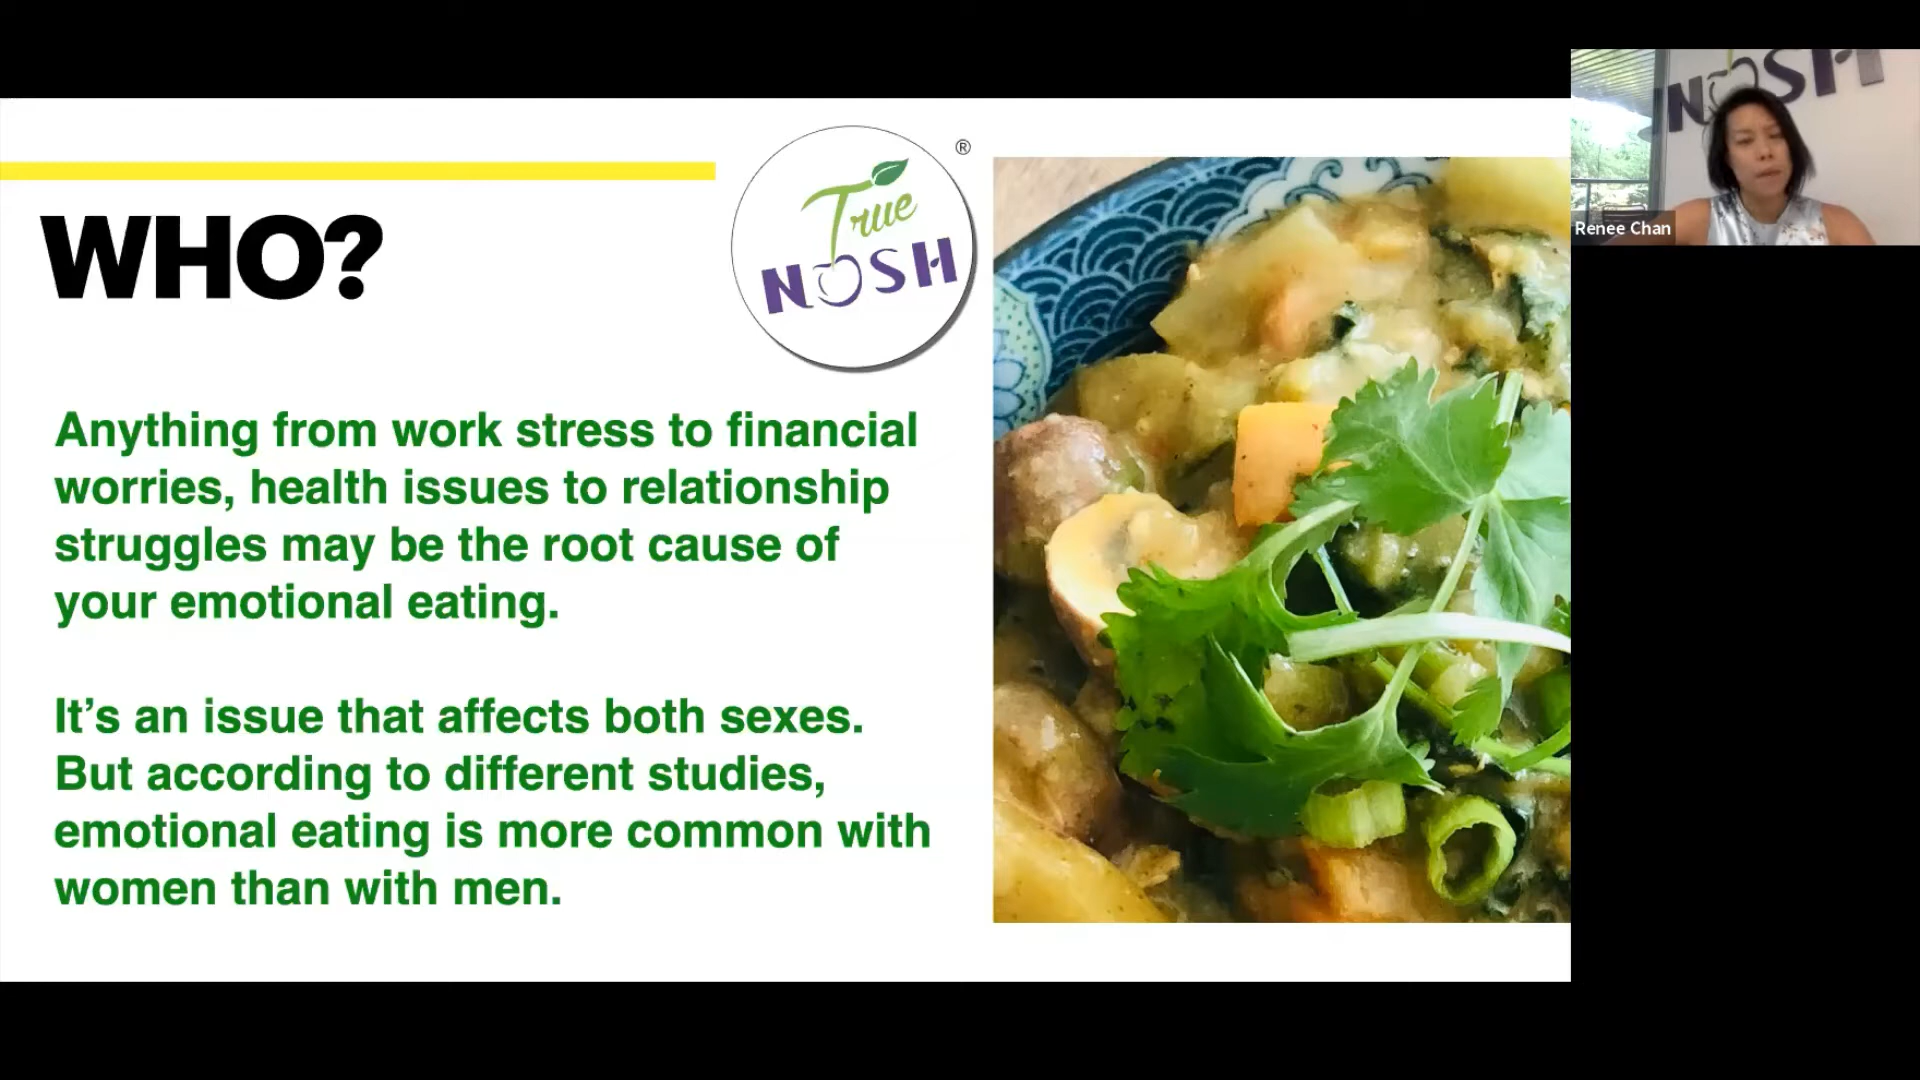 WHO?
True
NOSH
®
Anything from work stress to financial
worries, health issues to relationship
struggles may be the root cause of
your emotional eating.
It’s an issue that affects both sexes.
But according to different studies,
emotional eating is more common with
women than with men.
NOSH
Renee Chan